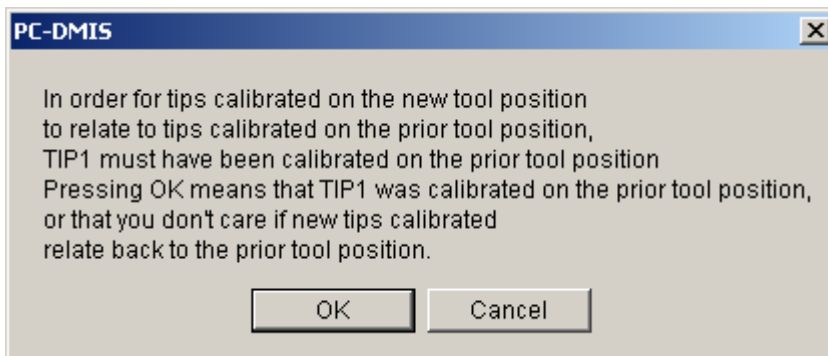 PC-DMIS
In order for tips calibrated on the new tool position
to relate to tips calibrated on the prior tool position,
TIP1 must have been calibrated on the prior tool position
Pressing OK means that TIP1 was calibrated on the prior tool position,
or that you don't care if new tips calibrated
relate back to the prior tool position.
OK
Cancel